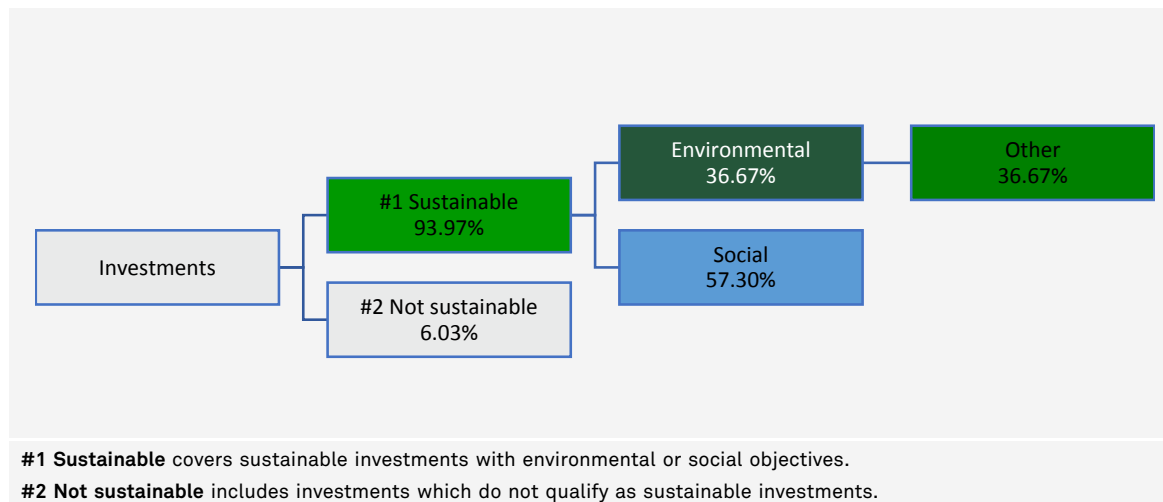 Investments
#1 Sustainable
93.97%
#2 Not sustainable
6.03%
Environmental
36.67%
Social
57.30%
Other
36.67%
#1 Sustainable covers sustainable investments with environmental or social objectives.
#2 Not sustainable includes investments which do not qualify as sustainable investments.